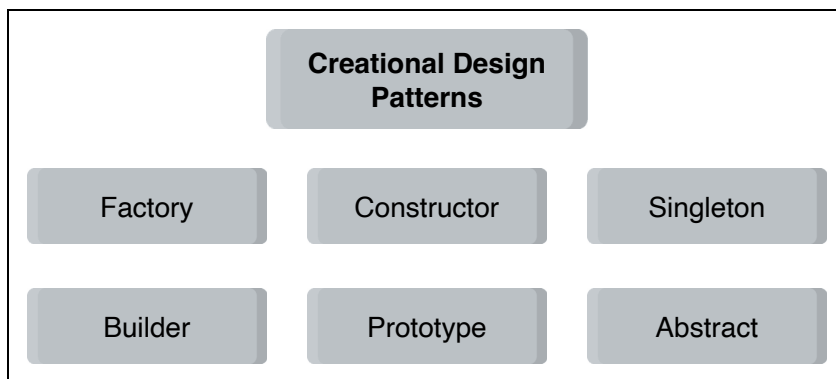 Creational Design
Patterns
Factory
Constructor
Singleton
Builder
Prototype
Abstract